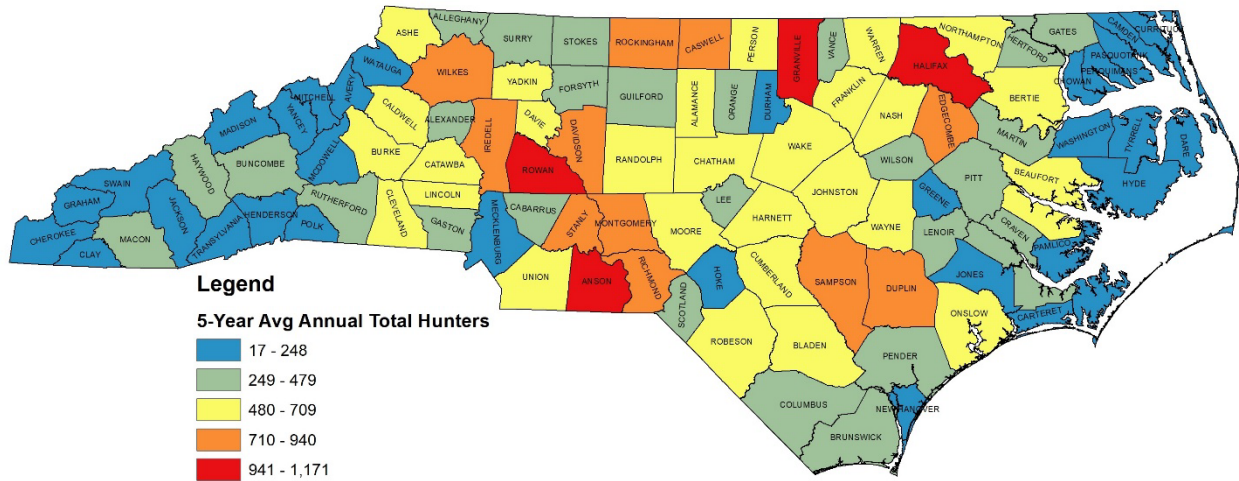 ALLEGHANY
ASHE
SURRY
STOKES
ROCKINGHAM
CASWELL
PERSON
GRANVILLE
VANCE
WARREN
NORTHAMPTON
HERTFORD
GATES
CAMDEN
CURRITUCK
PASQUOTANK
PERQUIMANS
CHOWAN
HALIFAX
BERTIE
WATAUGA
WILKES
YADKIN
FORSYTH
GUILFORD
ALAMANCE
ORANGE
DURHAM
FRANKLIN
NASH
EDGECOMBE
MARTIN
WASHINGTON
TYRRELL
DARE
MITCHELL
AVERY
YANCEY
MADISON
CALDWELL
ALEXANDER
IREDELL
DAVIE
DAVIDSON
RANDOLPH
CHATHAM
WAKE
WILSON
PITT
BEAUFORT
HYDE
HAYWOOD
BUNCOMBE
MCDOWELL
BURKE
CATAWBA
ROWAN
LINCOLN
JOHNSTON
GREENE
SWAIN
GRAHAM
JACKSON
HENDERSON
RUTHERFORD
POLK
CLEVELAND
GASTON
MECKLENBURG
CABARRUS
STANLY
MONTGOMERY
MOORE
LEE
HARNETT
WAYNE
LENOIR
CRAVEN
PAMLICO
CHEROKEE
CLAY
MACON
TRANSYLVANIA
UNION
ANSON
RICHMOND
SCOTLAND
HOKE
CUMBERLAND
SAMPSON
DUPLIN
JONES
CARTERET
ONSLOW
ROBESON
BLADEN
PENDER
COLUMBUS
NEW HANOVER
BRUNSWICK
Legend
5-Year Avg Annual Total Hunters
17 - 248
249 - 479
480 - 709
710 - 940
941 - 1,171